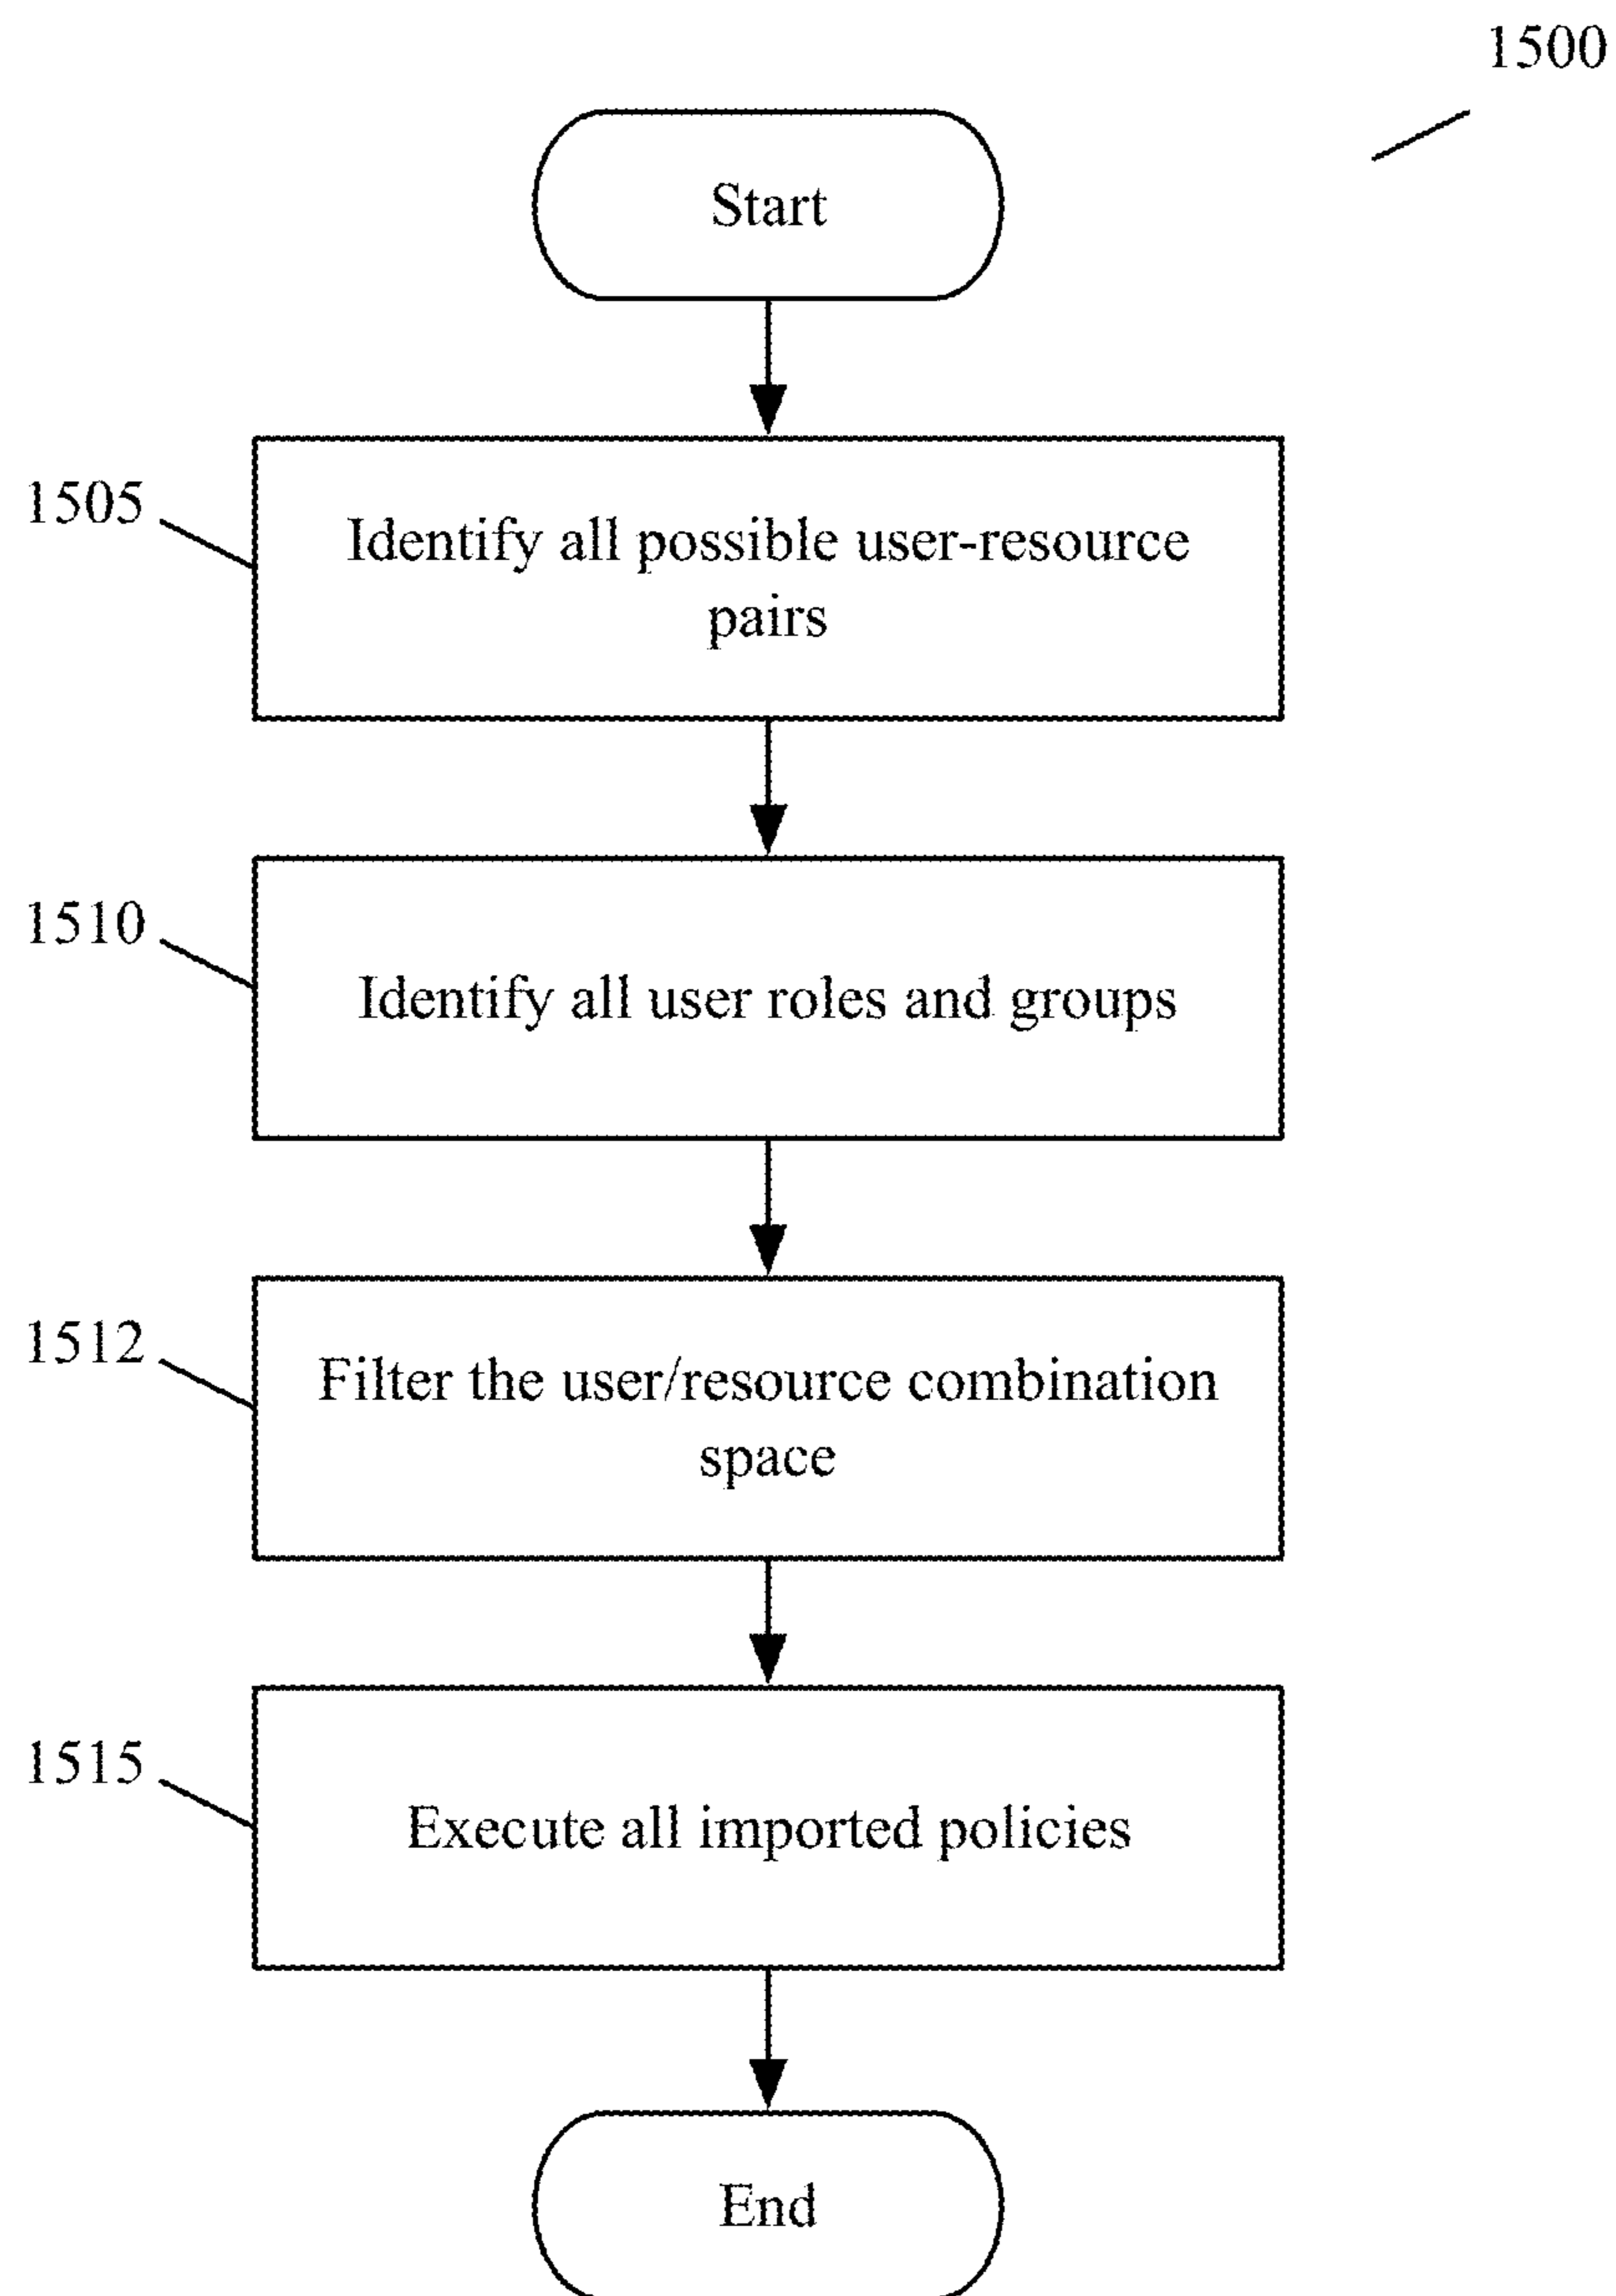 1500
Start
1505
Identify all possible user-resource
pairs
1510
Identify all user roles and groups
1512
Filter the user/resource combination
space
1515
Execute all imported policies
End